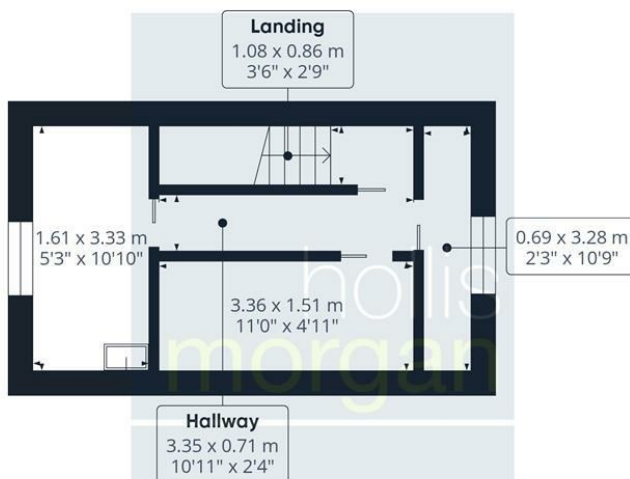 Landing
1.08 x 0.86 m
3'6" x 2'9"
1.61 x 3.33 m
5'3" x 10'10"
0.69 x 3.28 m
2'3" x 10'9"
hollis
3.36 x 1.51 m
11'0" x 4'11"
morgan
Hallway
3.35 x 0.71 m
10'11" x 2'4"